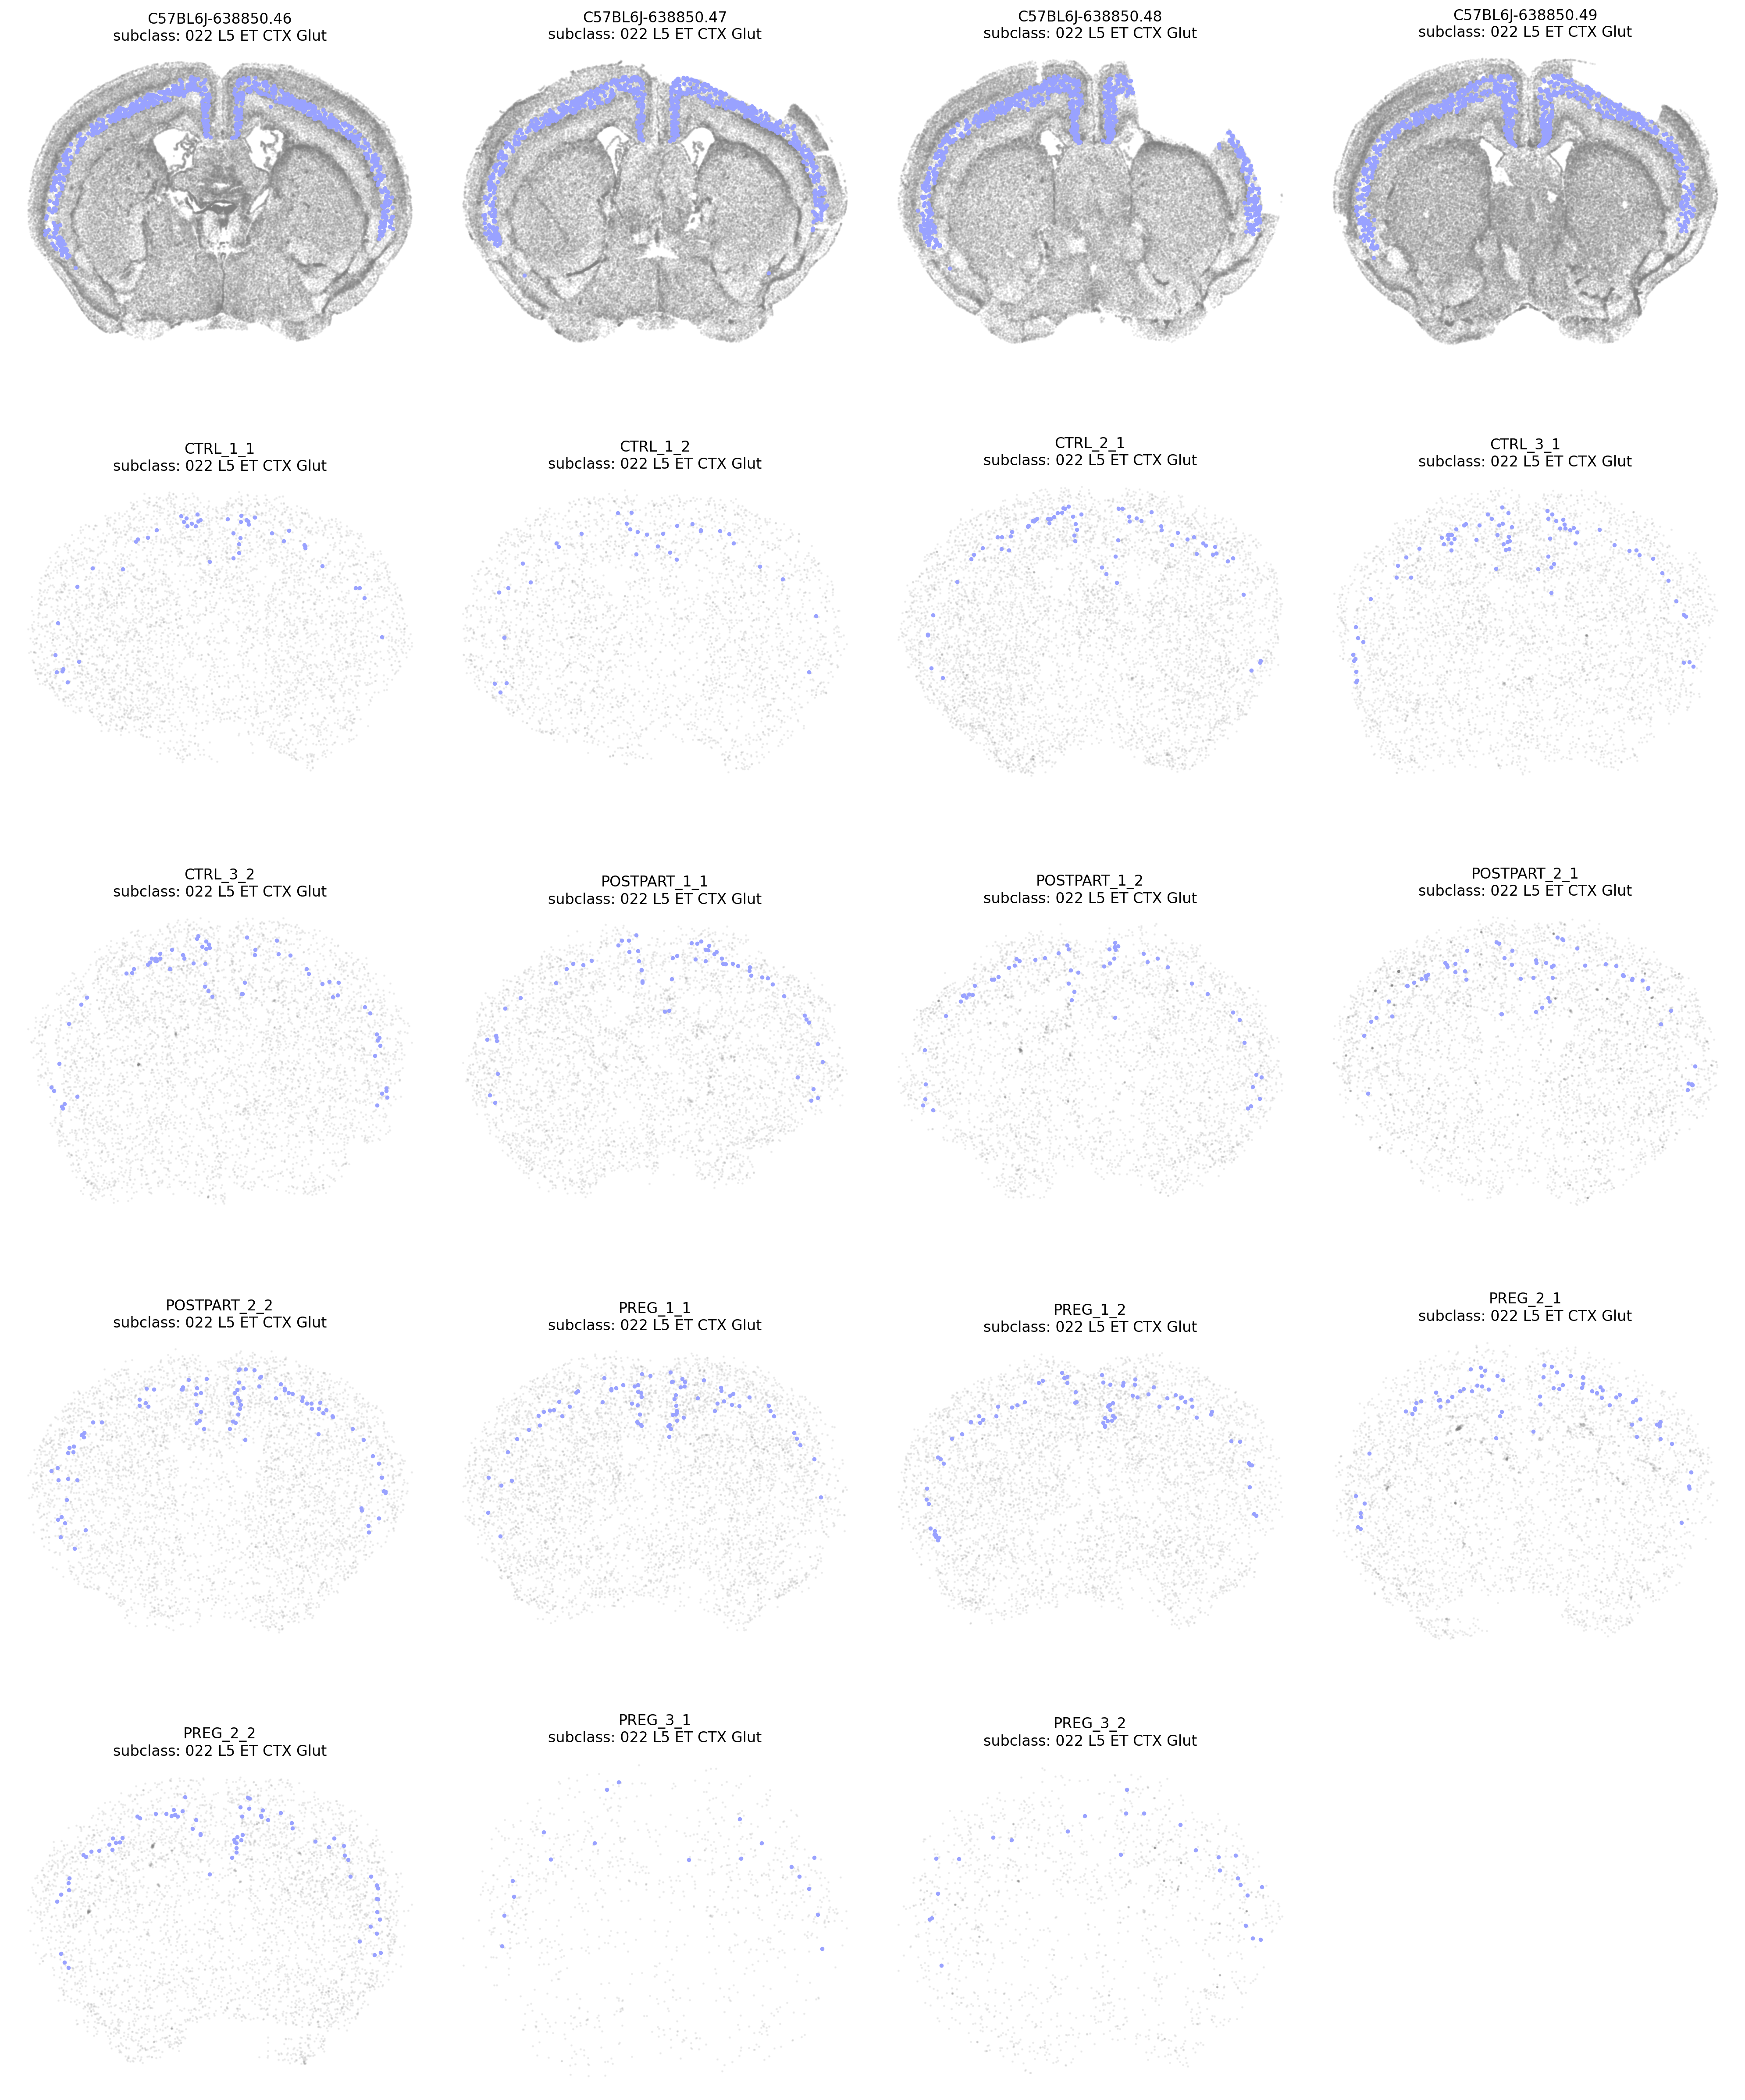 C57BL6J-638850.46
subclass: 022 L5 ET CTX Glut
C57BL6J-638850.47
subclass: 022 L5 ET CTX Glut
C57BL6J-638850.48
subclass: 022 L5 ET CTX Glut
C57BL6J-638850.49
subclass: 022 L5 ET CTX Glut
CTRL_1_1
subclass: 022 L5 ET CTX Glut
CTRL_1_2
subclass: 022 L5 ET CTX Glut
CTRL_2_1
subclass: 022 L5 ET CTX Glut
CTRL_3_1
subclass: 022 L5 ET CTX Glut
CTRL_3_2
subclass: 022 L5 ET CTX Glut
POSTPART_1_1
subclass: 022 L5 ET CTX Glut
POSTPART_1_2
subclass: 022 L5 ET CTX Glut
POSTPART_2_1
subclass: 022 L5 ET CTX Glut
POSTPART_2_2
subclass: 022 L5 ET CTX Glut
PREG_1_1
subclass: 022 L5 ET CTX Glut
PREG_1_2
subclass: 022 L5 ET CTX Glut
PREG_2_1
subclass: 022 L5 ET CTX Glut
PREG_2_2
subclass: 022 L5 ET CTX Glut
PREG_3_1
subclass: 022 L5 ET CTX Glut
PREG_3_2
subclass: 022 L5 ET CTX Glut